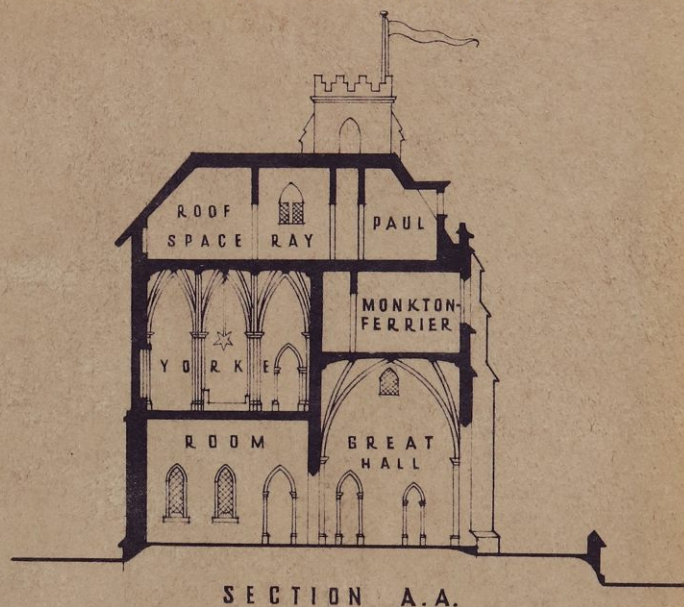 ROOF
SPACE
RAY
PAUL
MONKTON-
FERRIER
YORKE
ROOM
GREAT
HALL
SECTION A.A.